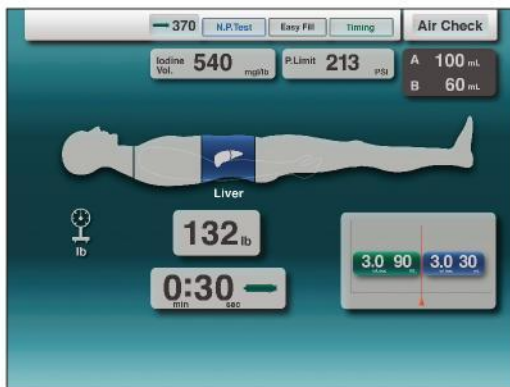 370 N.P.Test Easy Fill Timing Air Check
Iodine Vol. 540 mgI/lb P.Limit 213 PSI A 100 mL
B 60 mL
Liver
132 lb
lb
3.0 90 3.0 30
0:30
min sec